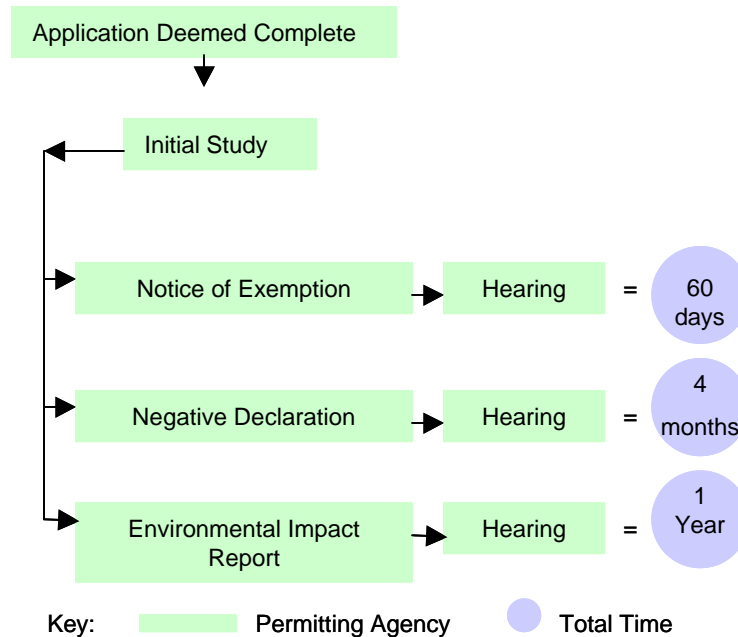 Application Deemed Complete
Initial Study
Notice of Exemption
Hearing
=
60
days
Negative Declaration
Hearing
=
4
months
Environmental Impact
Report
Hearing
=
1
Year
Key:
Permitting Agency
Total Time